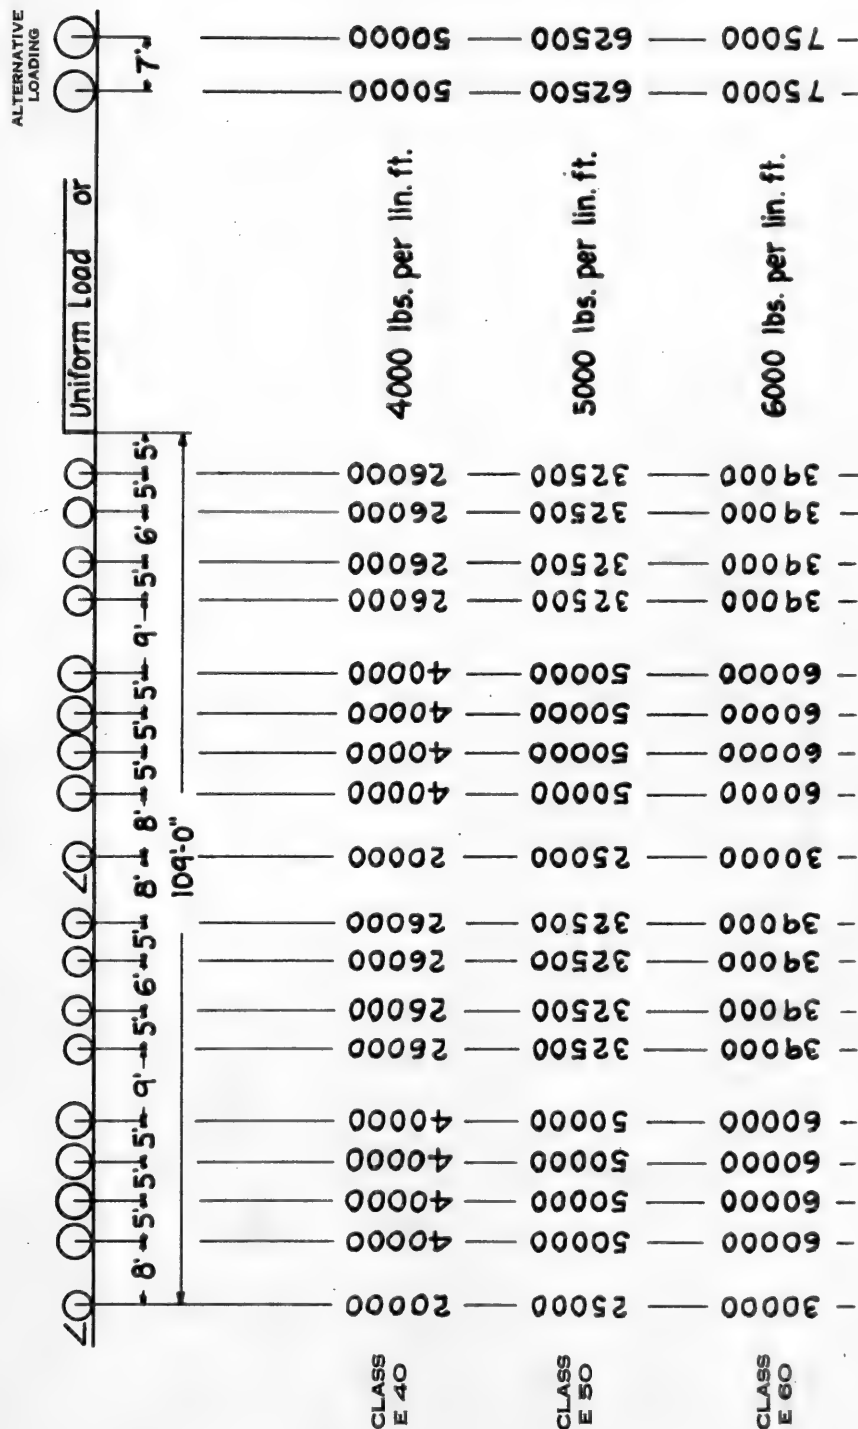 ALTERNATIVE
LOADING
Uniform Load or
8' 5' 5' 5' 9' 5' 6' 5' 8' 8' 5' 5' 5' 9' 5' 6' 5' 5' 7'
109'-0"
CLASS
E 40
20000 40000 40000 40000 40000 26000 26000 26000 26000 20000 40000 40000 40000 40000 26000 26000 26000 26000 4000 lbs. per lin. ft. 50000 50000
CLASS
E 50
25000 50000 50000 50000 50000 32500 32500 32500 32500 25000 50000 50000 50000 50000 32500 32500 32500 32500 5000 lbs. per lin. ft. 62500 62500
CLASS
E 60
30000 60000 60000 60000 60000 39000 39000 39000 39000 30000 60000 60000 60000 60000 39000 39000 39000 39000 6000 lbs. per lin. ft. 75000 75000